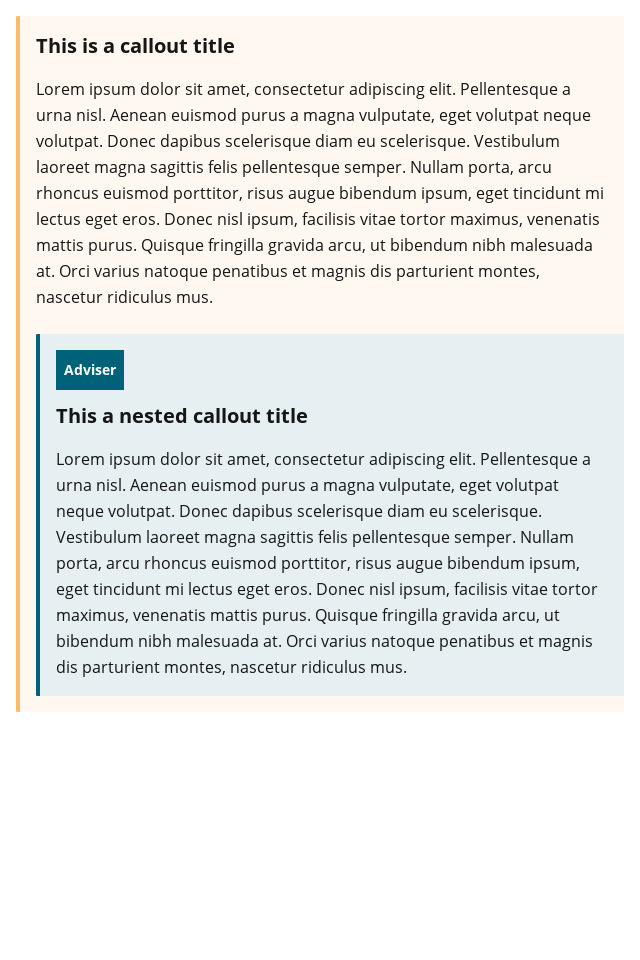 This is a callout title
Lorem ipsum dolor sit amet, consectetur adipiscing elit. Pellentesque a
urna nisl. Aenean euismod purus a magna vulputate, eget volutpat neque
volutpat. Donec dapibus scelerisque diam eu scelerisque. Vestibulum
laoreet magna sagittis felis pellentesque semper. Nullam porta, arcu
rhoncus euismod porttitor, risus augue bibendum ipsum, eget tincidunt mi
lectus eget eros. Donec nisl ipsum, facilisis vitae tortor maximus, venenatis
mattis purus. Quisque fringilla gravida arcu, ut bibendum nibh malesuada
at. Orci varius natoque penatibus et magnis dis parturient montes,
nascetur ridiculus mus.
Adviser
This a nested callout title
Lorem ipsum dolor sit amet, consectetur adipiscing elit. Pellentesque a
urna nisl. Aenean euismod purus a magna vulputate, eget volutpat
neque volutpat. Donec dapibus scelerisque diam eu scelerisque.
Vestibulum laoreet magna sagittis felis pellentesque semper. Nullam
porta, arcu rhoncus euismod porttitor, risus augue bibendum ipsum,
eget tincidunt mi lectus eget eros. Donec nisl ipsum, facilisis vitae tortor
maximus, venenatis mattis purus. Quisque fringilla gravida arcu, ut
bibendum nibh malesuada at. Orci varius natoque penatibus et magnis
dis parturient montes, nascetur ridiculus mus.